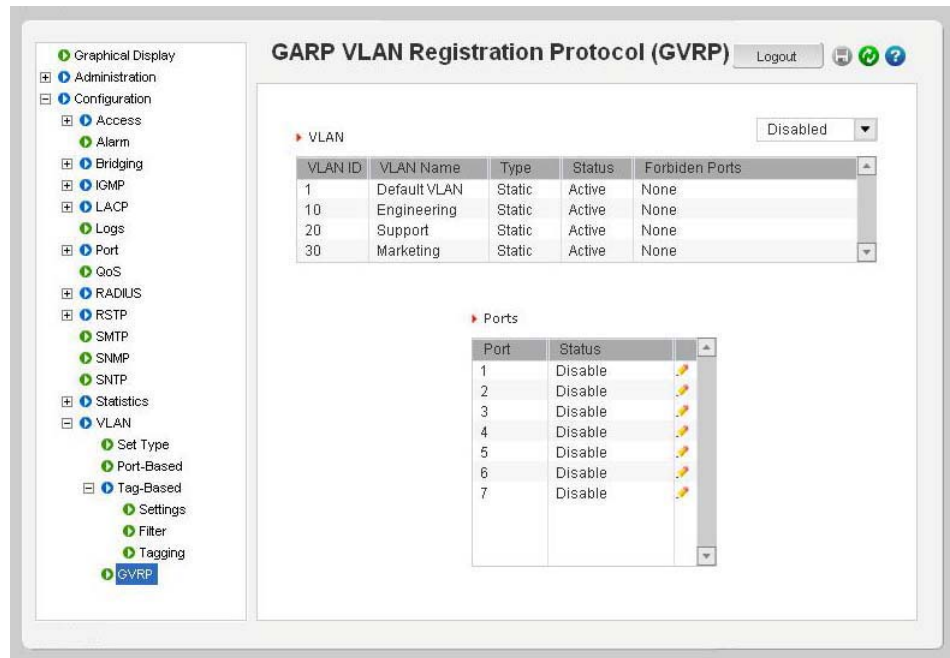 GARP VLAN Registration Protocol (GVRP)
Logout
?
Graphical Display
Administration
Configuration
Access
Alarm
Bridging
IGMP
LACP
Logs
Port
QoS
RADIUS
RSTP
SMTP
SNMP
SNTP
Statistics
VLAN
Set Type
Port-Based
Tag-Based
Settings
Filter
Tagging
GVRP
VLAN
Disabled
VLAN ID VLAN Name Type Status Forbiden Ports
1 Default VLAN Static Active None
10 Engineering Static Active None
20 Support Static Active None
30 Marketing Static Active None
Ports
Port Status
1 Disable
2 Disable
3 Disable
4 Disable
5 Disable
6 Disable
7 Disable